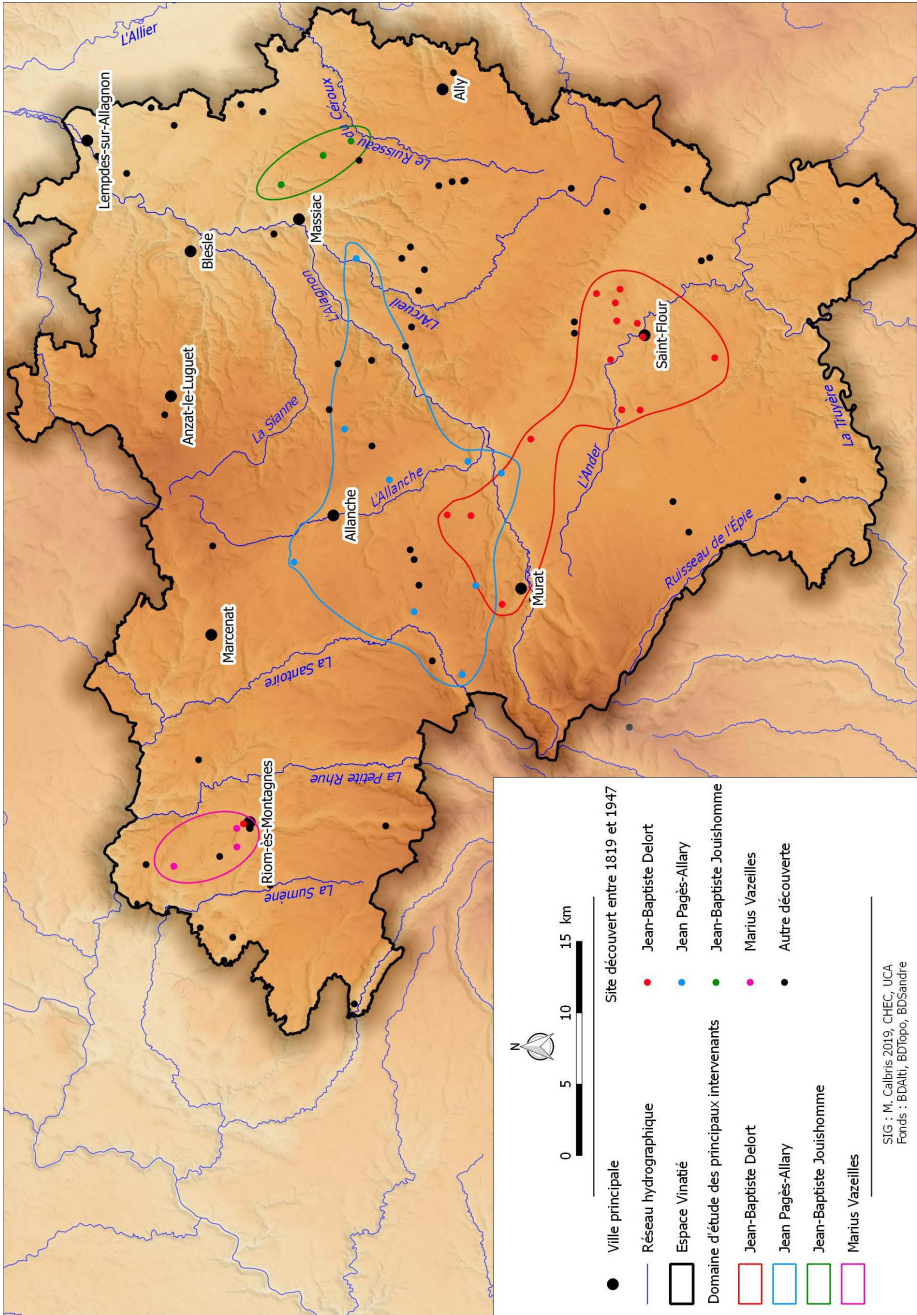 L'Allier
Lempdes-sur-Allagnon
Ally
Le Ruisseau du Céroux
Massiac
Blesle
L'Alagnon
L'Arcueil
Anzat-le-Luguet
La Sianne
Saint-Flour
L'Ander
La Truyère
L'Allanche
Allanche
Ruisseau de l'Épie
Murat
Marcenat
La Santoire
La Petite Rhue
Riom-ès-Montagnes
La Sumène
N
0 5 10 15 km
Ville principale
Réseau hydrographique
Espace Vinatié
Domaine d'étude des principaux intervenants
Jean-Baptiste Delort
Jean Pagès-Allary
Jean-Baptiste Jouishomme
Marius Vazeilles
Site découvert entre 1819 et 1947
Jean-Baptiste Delort
Jean Pagès-Allary
Jean-Baptiste Jouishomme
Marius Vazeilles
Autre découverte
SIG : M. Calbris 2019, CHEC, UCA
Fonds : BDAlti, BDTopo, BDSandre